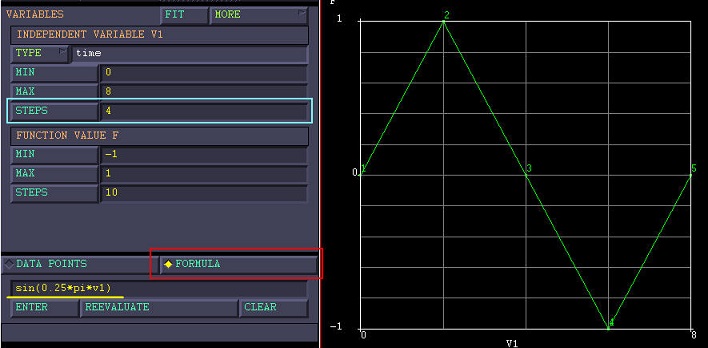 VARIABLES FIT MORE
INDEPENDENT VARIABLE V1
TYPE time
MIN 0
MAX 8
STEPS 4
FUNCTION VALUE F
MIN -1
MAX 1
STEPS 10
DATA POINTS FORMULA
sin(0.25*pi*v1)
ENTER REEVALUATE CLEAR
F
1
2
0
1
3
5
4
-1
0
V1
8